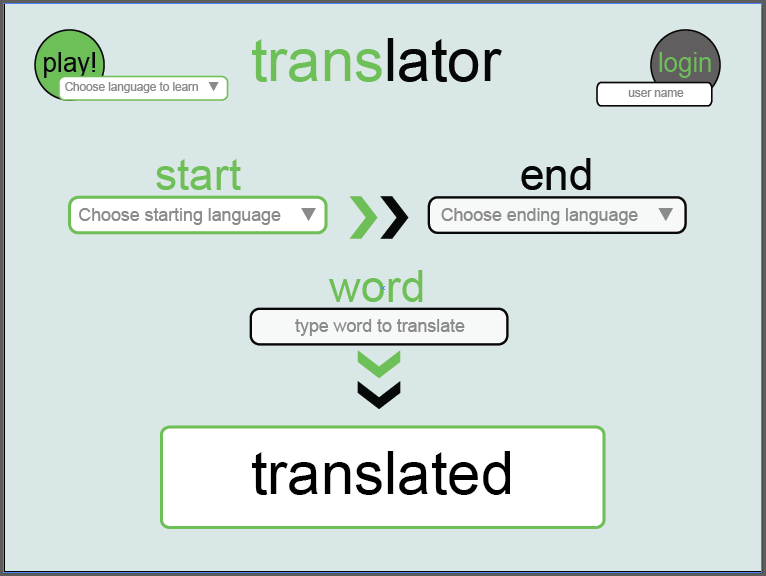 play!
Choose language to learn
translator
login
user name
start
Choose starting language
end
Choose ending language
word
type word to translate
translated